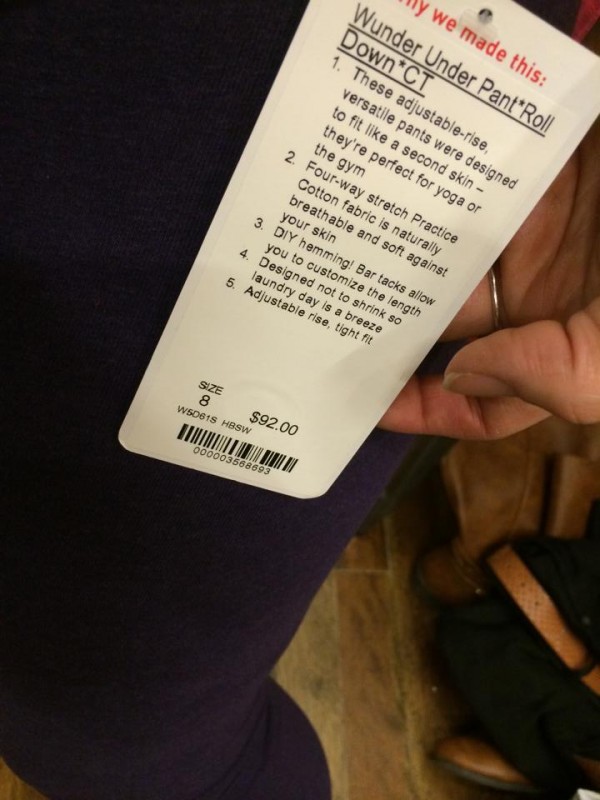 why we made this:
Wunder Under Pant*Roll
Down*CT
1. These adjustable-rise,
versatile pants were designed
to fit like a second skin –
they're perfect for yoga or
the gym
2. Four-way stretch Practice
Cotton fabric is naturally
breathable and soft against
your skin
3. DIY hemming! Bar tacks allow
you to customize the length
4. Designed not to shrink so
laundry day is a breeze
5. Adjustable rise, tight fit
SIZE
8
$92.00
W5D61S HBSW
000003568693